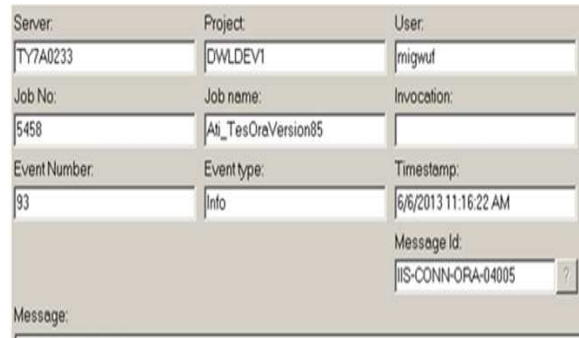 Server: Project: User:
TY7A0233 DWLDEV1 migwuf
Job No: Job name: Invocation:
5458 Ati_TesOraVersion85
Event Number: Event type: Timestamp:
93 Info 6/6/2013 11:16:22 AM
Message Id:
IIS-CONN-ORA-04005 ?
Message: